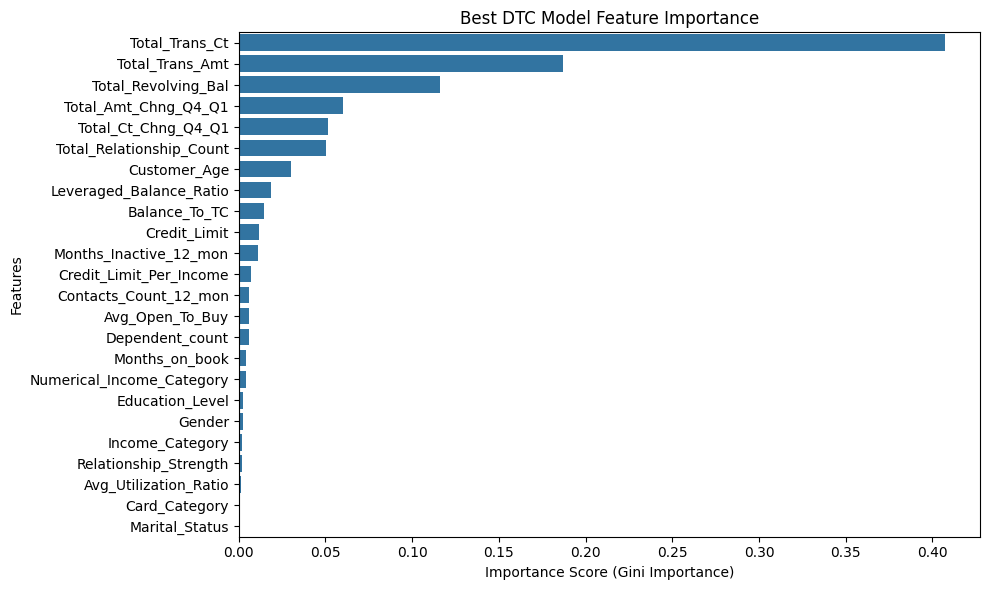 Best DTC Model Feature Importance
Total_Trans_Ct
Total_Trans_Amt
Total_Revolving_Bal
Total_Amt_Chng_Q4_Q1
Total_Ct_Chng_Q4_Q1
Total_Relationship_Count
Customer_Age
Leveraged_Balance_Ratio
Balance_To_TC
Credit_Limit
Months_Inactive_12_mon
Credit_Limit_Per_Income
Contacts_Count_12_mon
Avg_Open_To_Buy
Dependent_count
Months_on_book
Numerical_Income_Category
Education_Level
Gender
Income_Category
Relationship_Strength
Avg_Utilization_Ratio
Card_Category
Marital_Status
Features
0.00 0.05 0.10 0.15 0.20 0.25 0.30 0.35 0.40
Importance Score (Gini Importance)